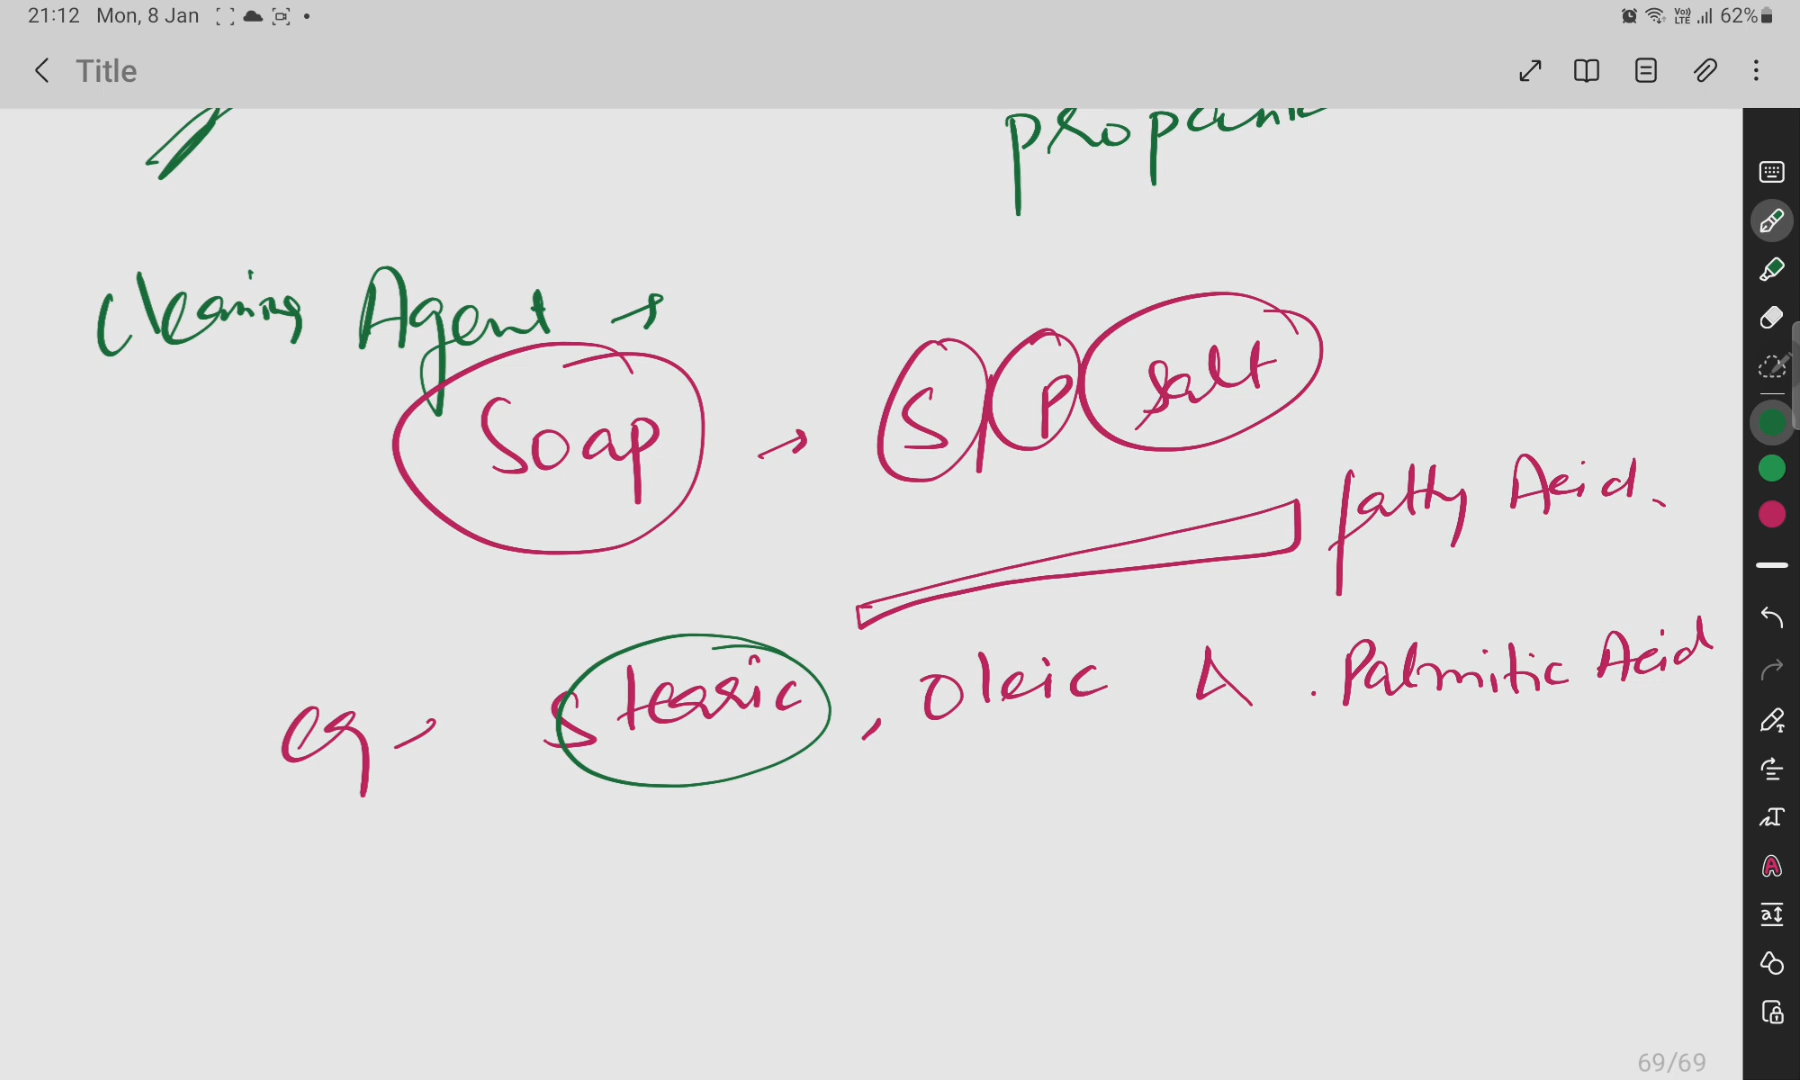 21:12 Mon, 8 Jan 62%
Title
Cleaning Agent →
Soap → S P Salt
fatty Acid.
eg → Stearic, Oleic & Palmitic Acid
69/69